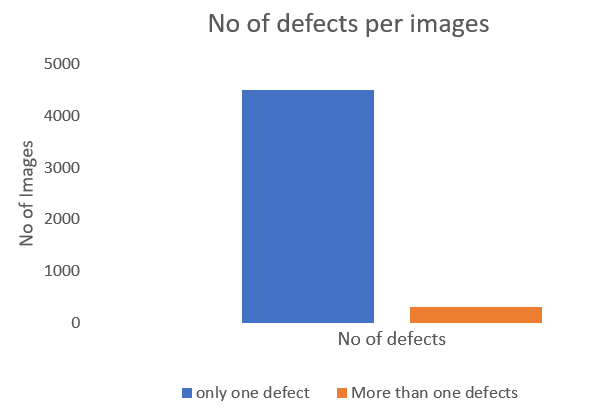 No of defects per images
5000
4000
3000
2000
1000
0
No of Images
No of defects
only one defect
More than one defects